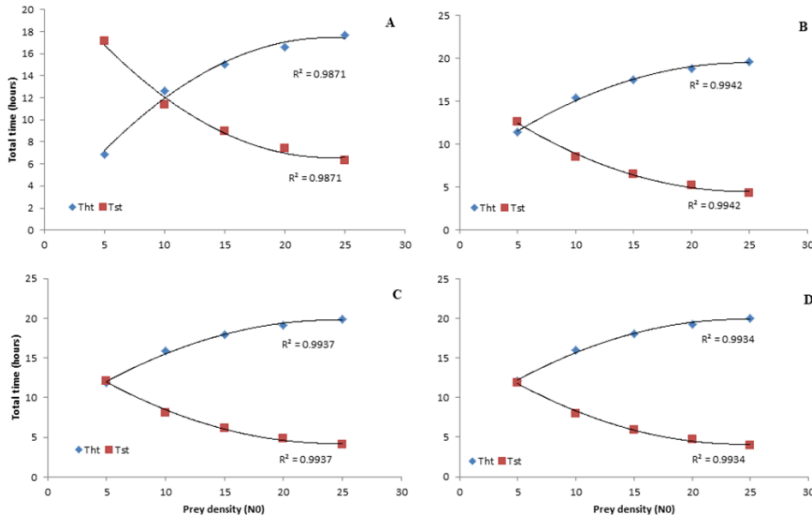 A
Total time (hours)
20
18
16
14
12
10
8
6
4
2
0
R² = 0.9871
R² = 0.9871
Tht Tst
0 5 10 15 20 25 30
B
25
20
15
10
5
0
R² = 0.9942
R² = 0.9942
Tht Tst
0 5 10 15 20 25 30
C
Total time (hours)
25
20
15
10
5
0
R² = 0.9937
R² = 0.9937
Tht Tst
0 5 10 15 20 25 30
Prey density (N0)
D
25
20
15
10
5
0
R² = 0.9934
R² = 0.9934
Tht Tst
0 5 10 15 20 25 30
Prey density (N0)